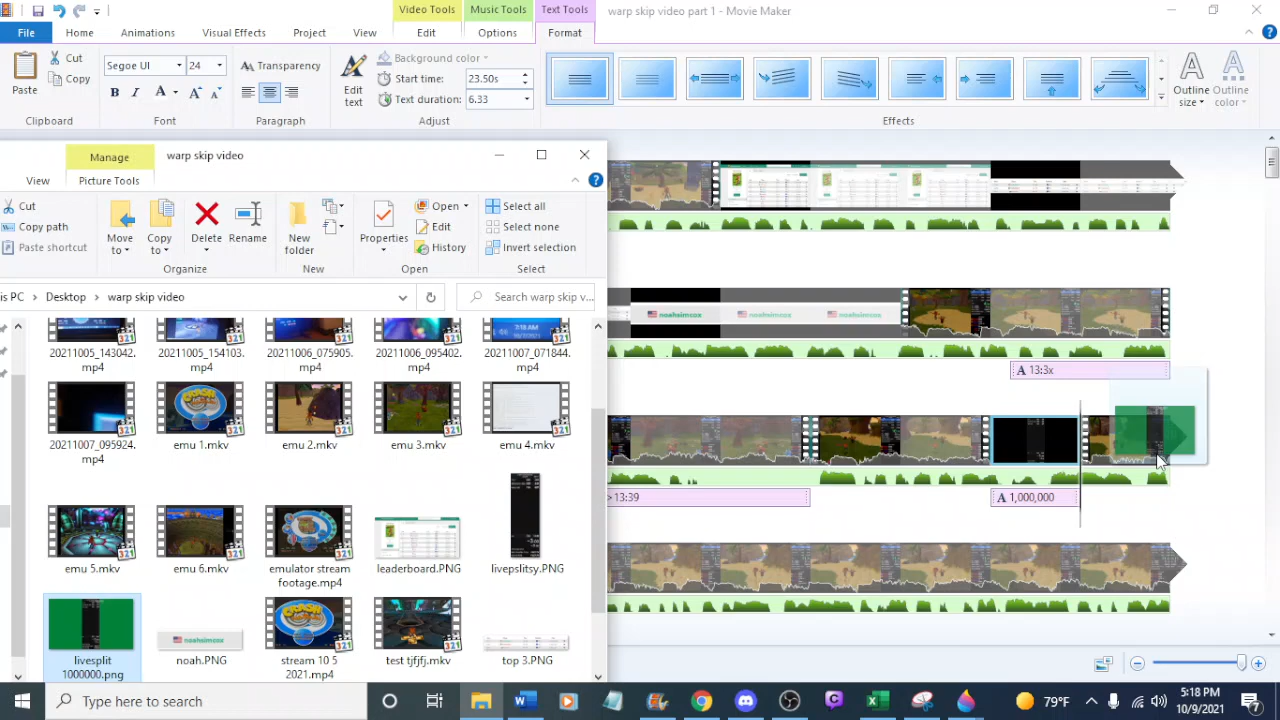 Video Tools Music Tools Text Tools warp skip video part 1 - Movie Maker
File Home Animations Visual Effects Project View Edit Options Format
Paste Cut Copy
Clipboard
Segoe UI 24 Transparency
B I A A A
Font Paragraph
Edit text
Background color
Start time: 23.50s
Text duration: 6.33
Adjust
Effects
Outline size Outline color
Manage warp skip video
View Picture Tools
Cut
Copy path
Paste shortcut
Move to Copy to Delete Rename
Organize
New folder
New
Properties
Open
Edit
History
Open
Select all
Select none
Invert selection
Select
is PC Desktop warp skip video
Search warp skip v...
20211005_143042.mp4 20211005_154103.mp4 20211006_075905.mp4 20211006_095402.mp4 20211007_071844.mp4
20211007_095924.mp4 emu 1.mkv emu 2.mkv emu 3.mkv emu 4.mkv
emu 5.mkv emu 6.mkv emulator stream footage.mp4 leaderboard.PNG livepslitsy.PNG
livesplit 1000000.png noah.PNG stream 10 5 2021.mp4 test tjfjfj.mkv top 3.PNG
noahsimcox noahsimcox noahsimcox
A 13:3x
> 13:39
A 1,000,000
Type here to search
79°F
5:18 PM
10/9/2021
7